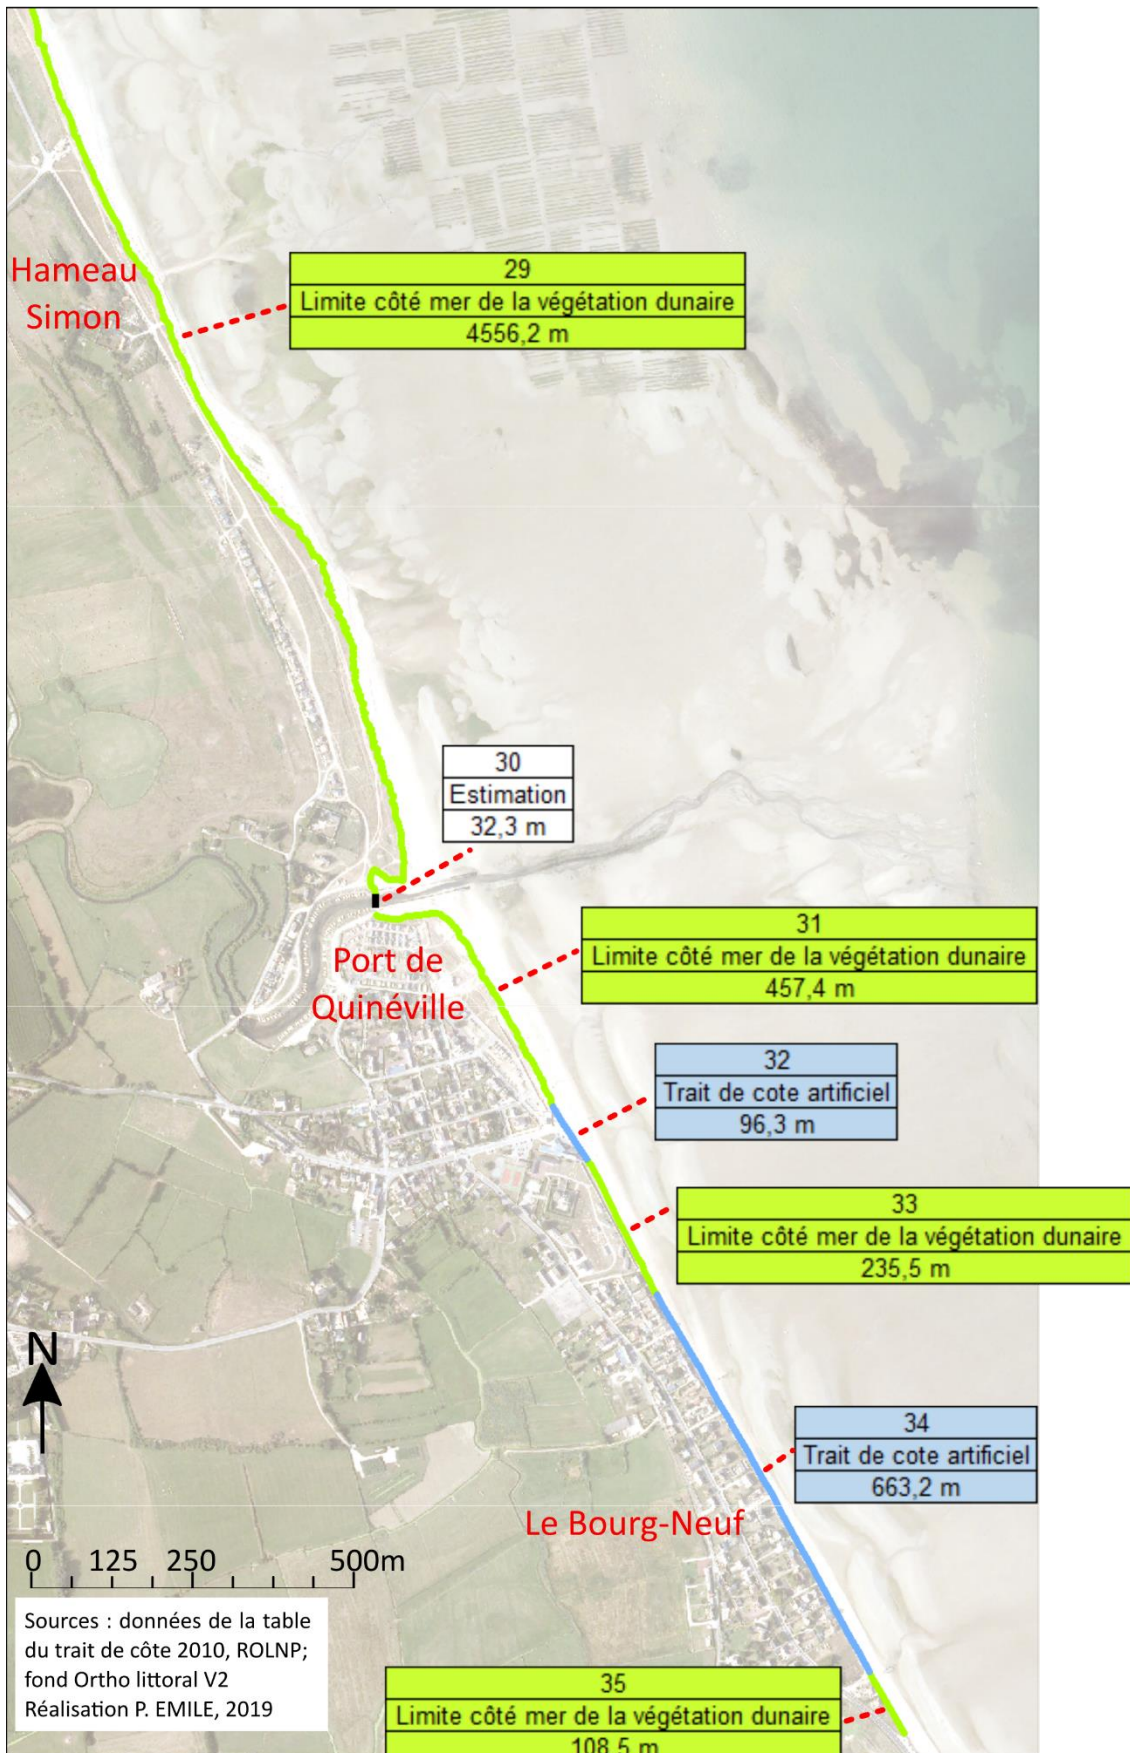 Hameau
Simon
29
Limite côté mer de la végétation dunaire
4556,2 m
30
Estimation
32,3 m
31
Limite côté mer de la végétation dunaire
457,4 m
Port de
Quinéville
32
Trait de cote artificiel
96,3 m
33
Limite côté mer de la végétation dunaire
235,5 m
N
34
Trait de cote artificiel
663,2 m
Le Bourg-Neuf
0 125 250 500m
Sources : données de la table
du trait de côte 2010, ROLNP;
fond Ortho littoral V2
Réalisation P. EMILE, 2019
35
Limite côté mer de la végétation dunaire
108,5 m